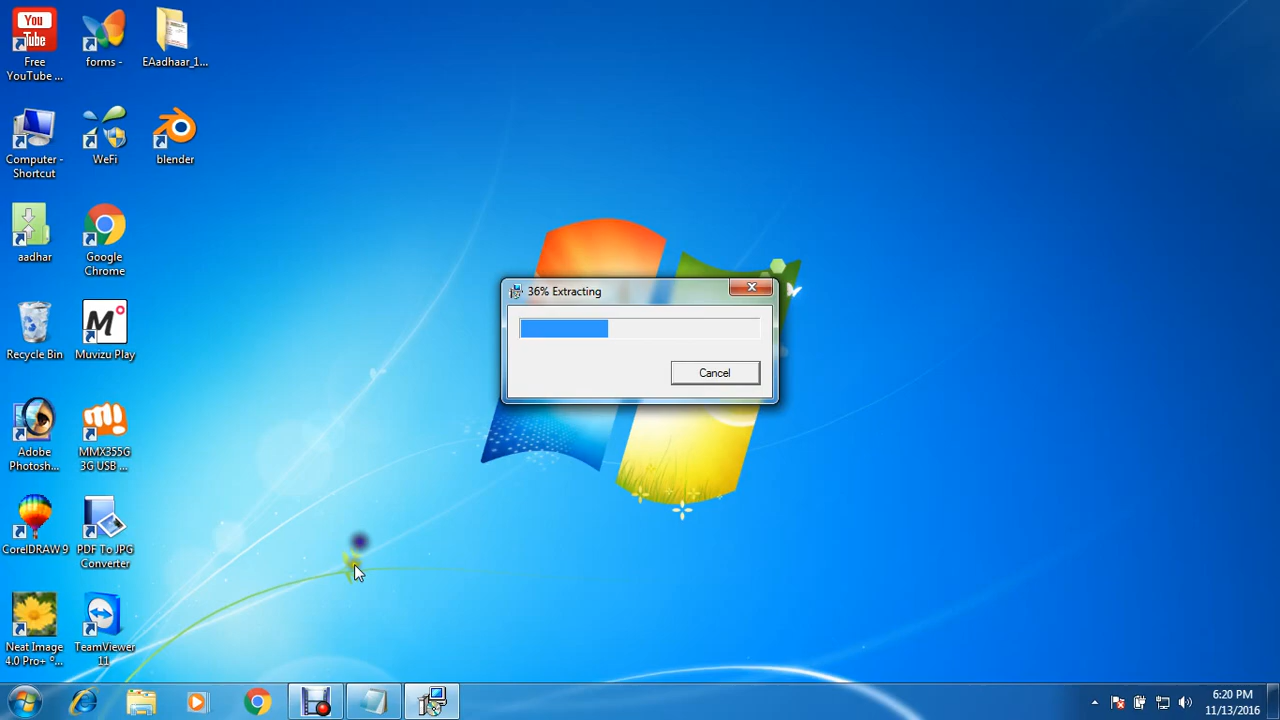 You
Tube
Free
YouTube ...
forms -
EAadhaar_1...
Computer -
Shortcut
WeFi
blender
aadhar
Google
Chrome
Recycle Bin
Muvizu Play
Adobe
Photosh...
MMX355G
3G USB ...
CorelDRAW 9
PDF To JPG
Converter
Neat Image
4.0 Pro+ °...
TeamViewer
11
36% Extracting
Cancel
6:20 PM
11/13/2016